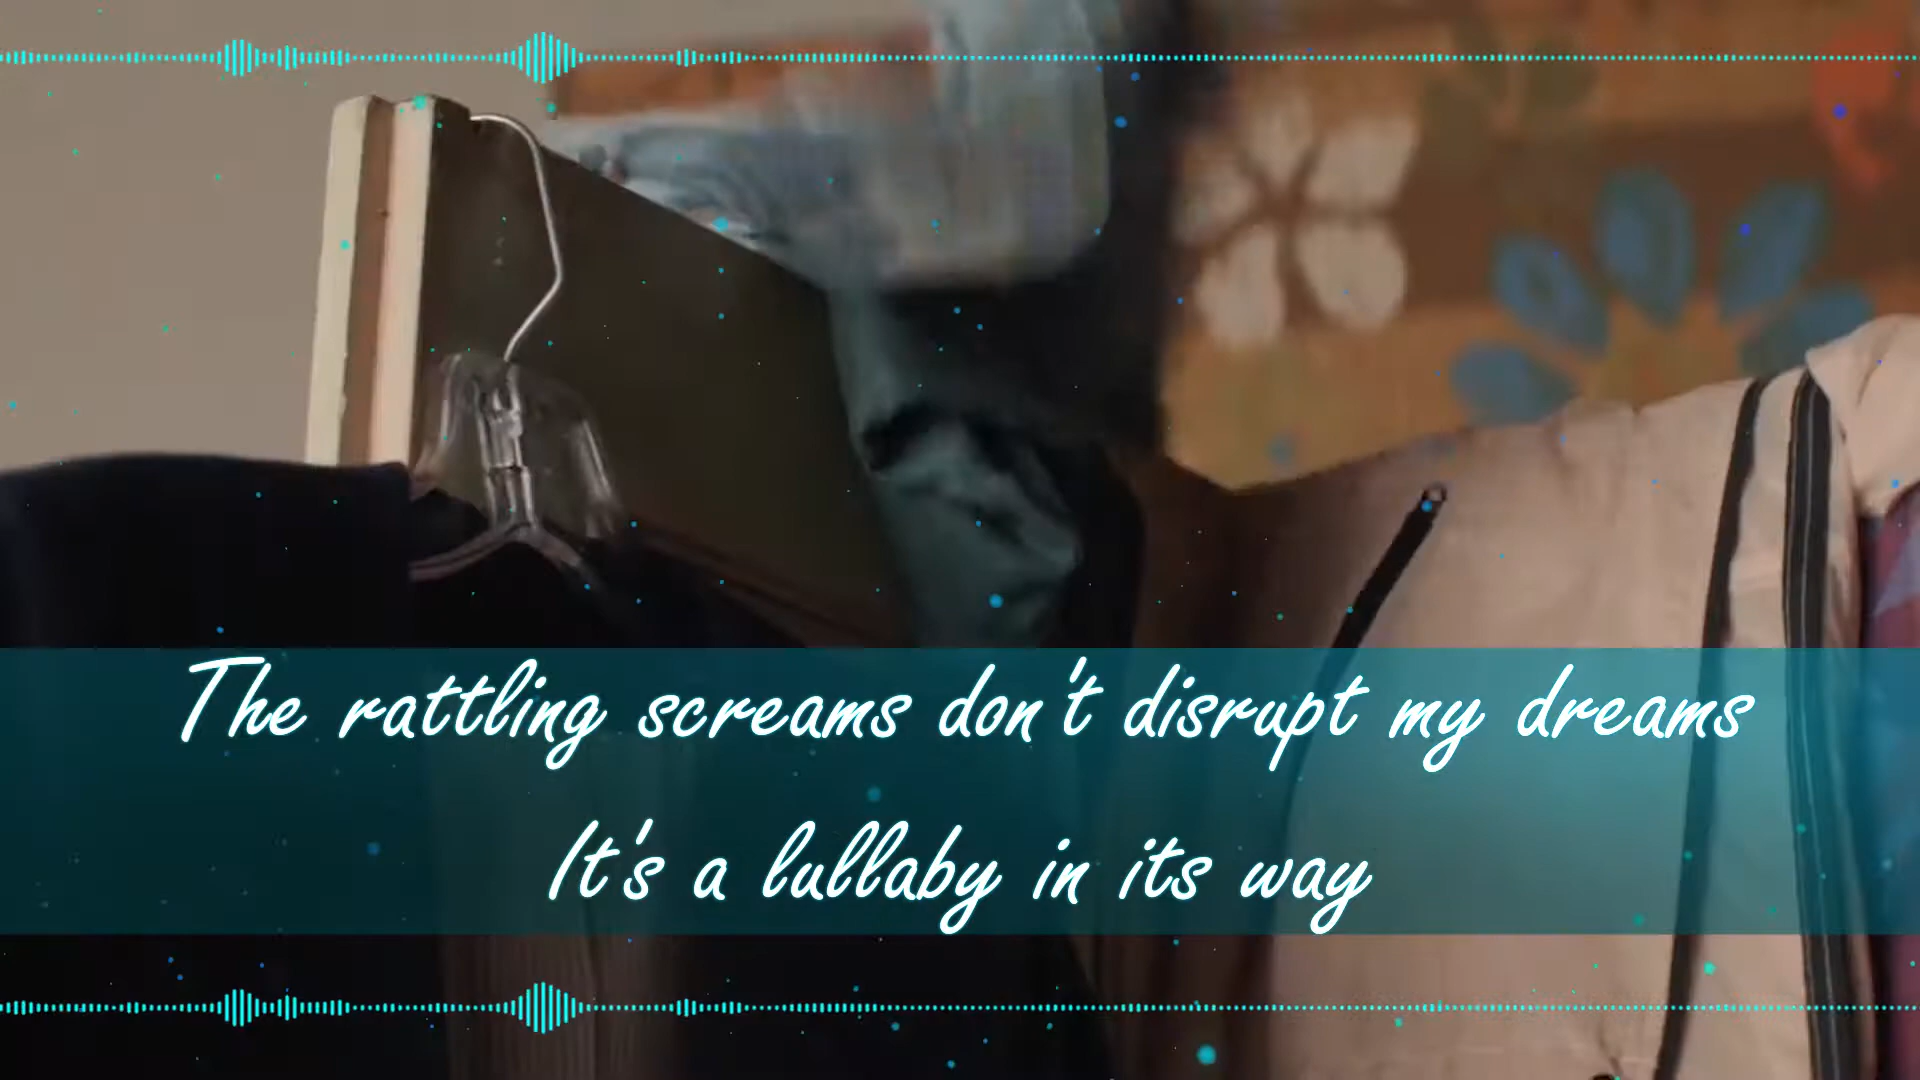 The rattling screams don't disrupt my dreams
It's a lullaby in its way